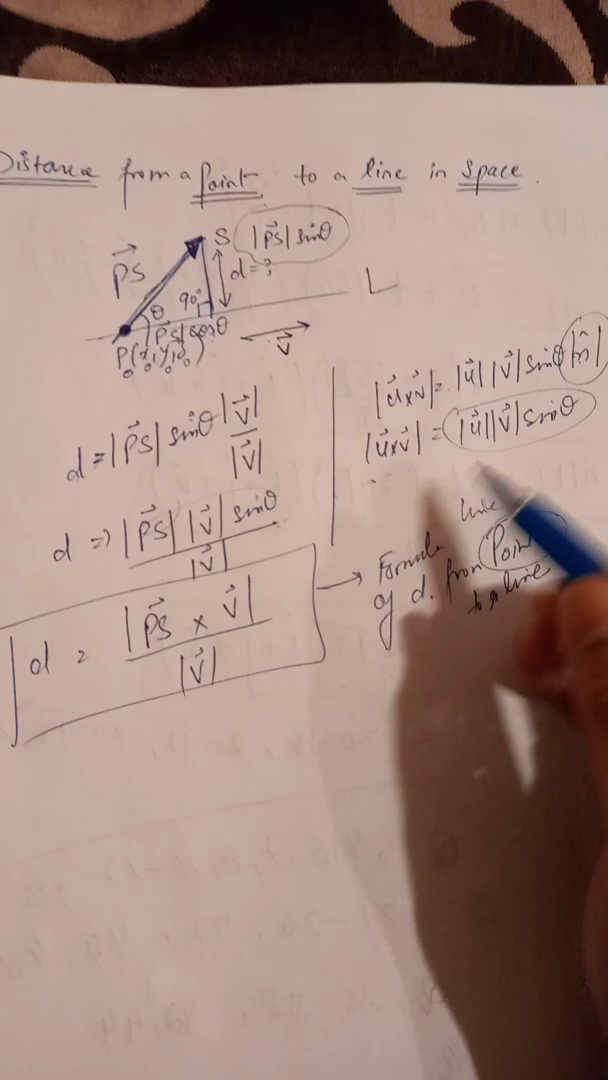 Distance from a Point to a line in Space.
S |PS⃗| sinθ
PS⃗
d=?
90°
θ
L
|PS⃗| cosθ
P(x₀, y₀, z₀)
V⃗
d = |PS⃗| sinθ |V⃗| / |V⃗|
d => |PS⃗| |V⃗| sinθ / |V⃗|
d = |PS⃗ × V⃗| / |V⃗|
|u⃗×v⃗| = |u⃗| |v⃗| sinθ |n̂|
|u⃗×v⃗| = |u⃗||v⃗| sinθ
line
→ Formula
of d. from Point
to a line